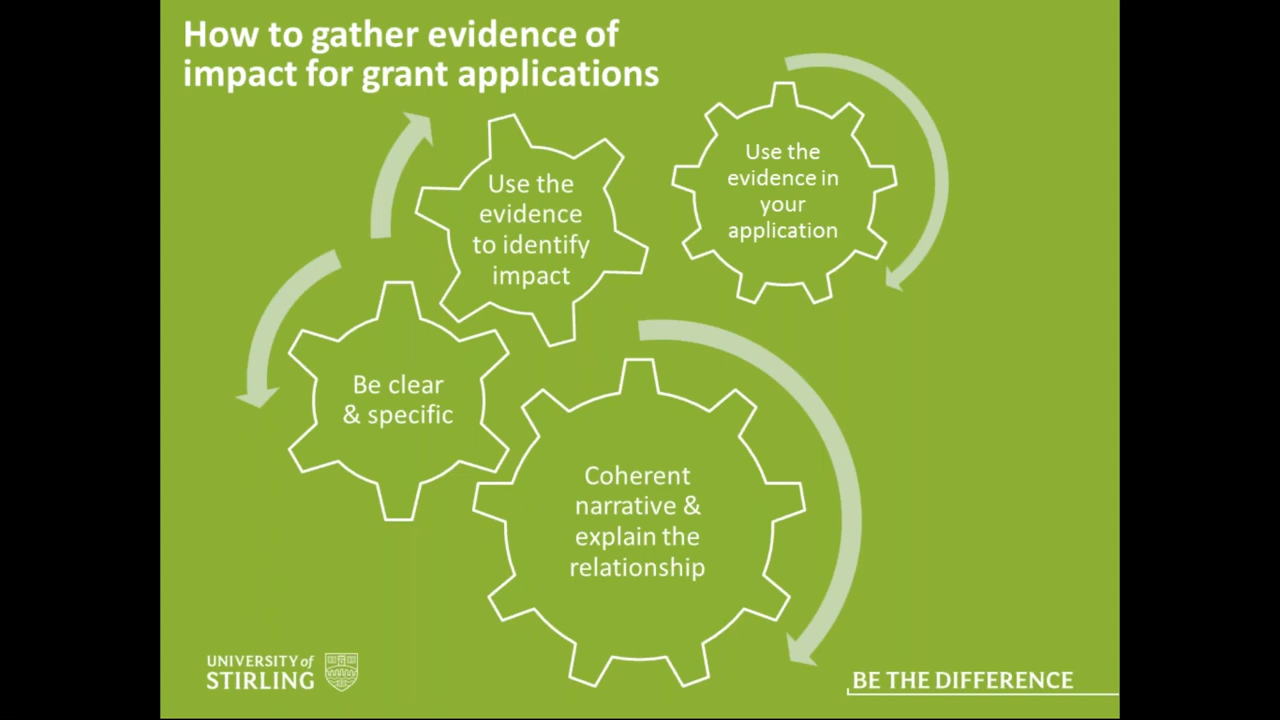 How to gather evidence of
impact for grant applications
Use the
evidence
to identify
impact
Use the
evidence in
your
application
Be clear
& specific
Coherent
narrative &
explain the
relationship
UNIVERSITY of
STIRLING
BE THE DIFFERENCE